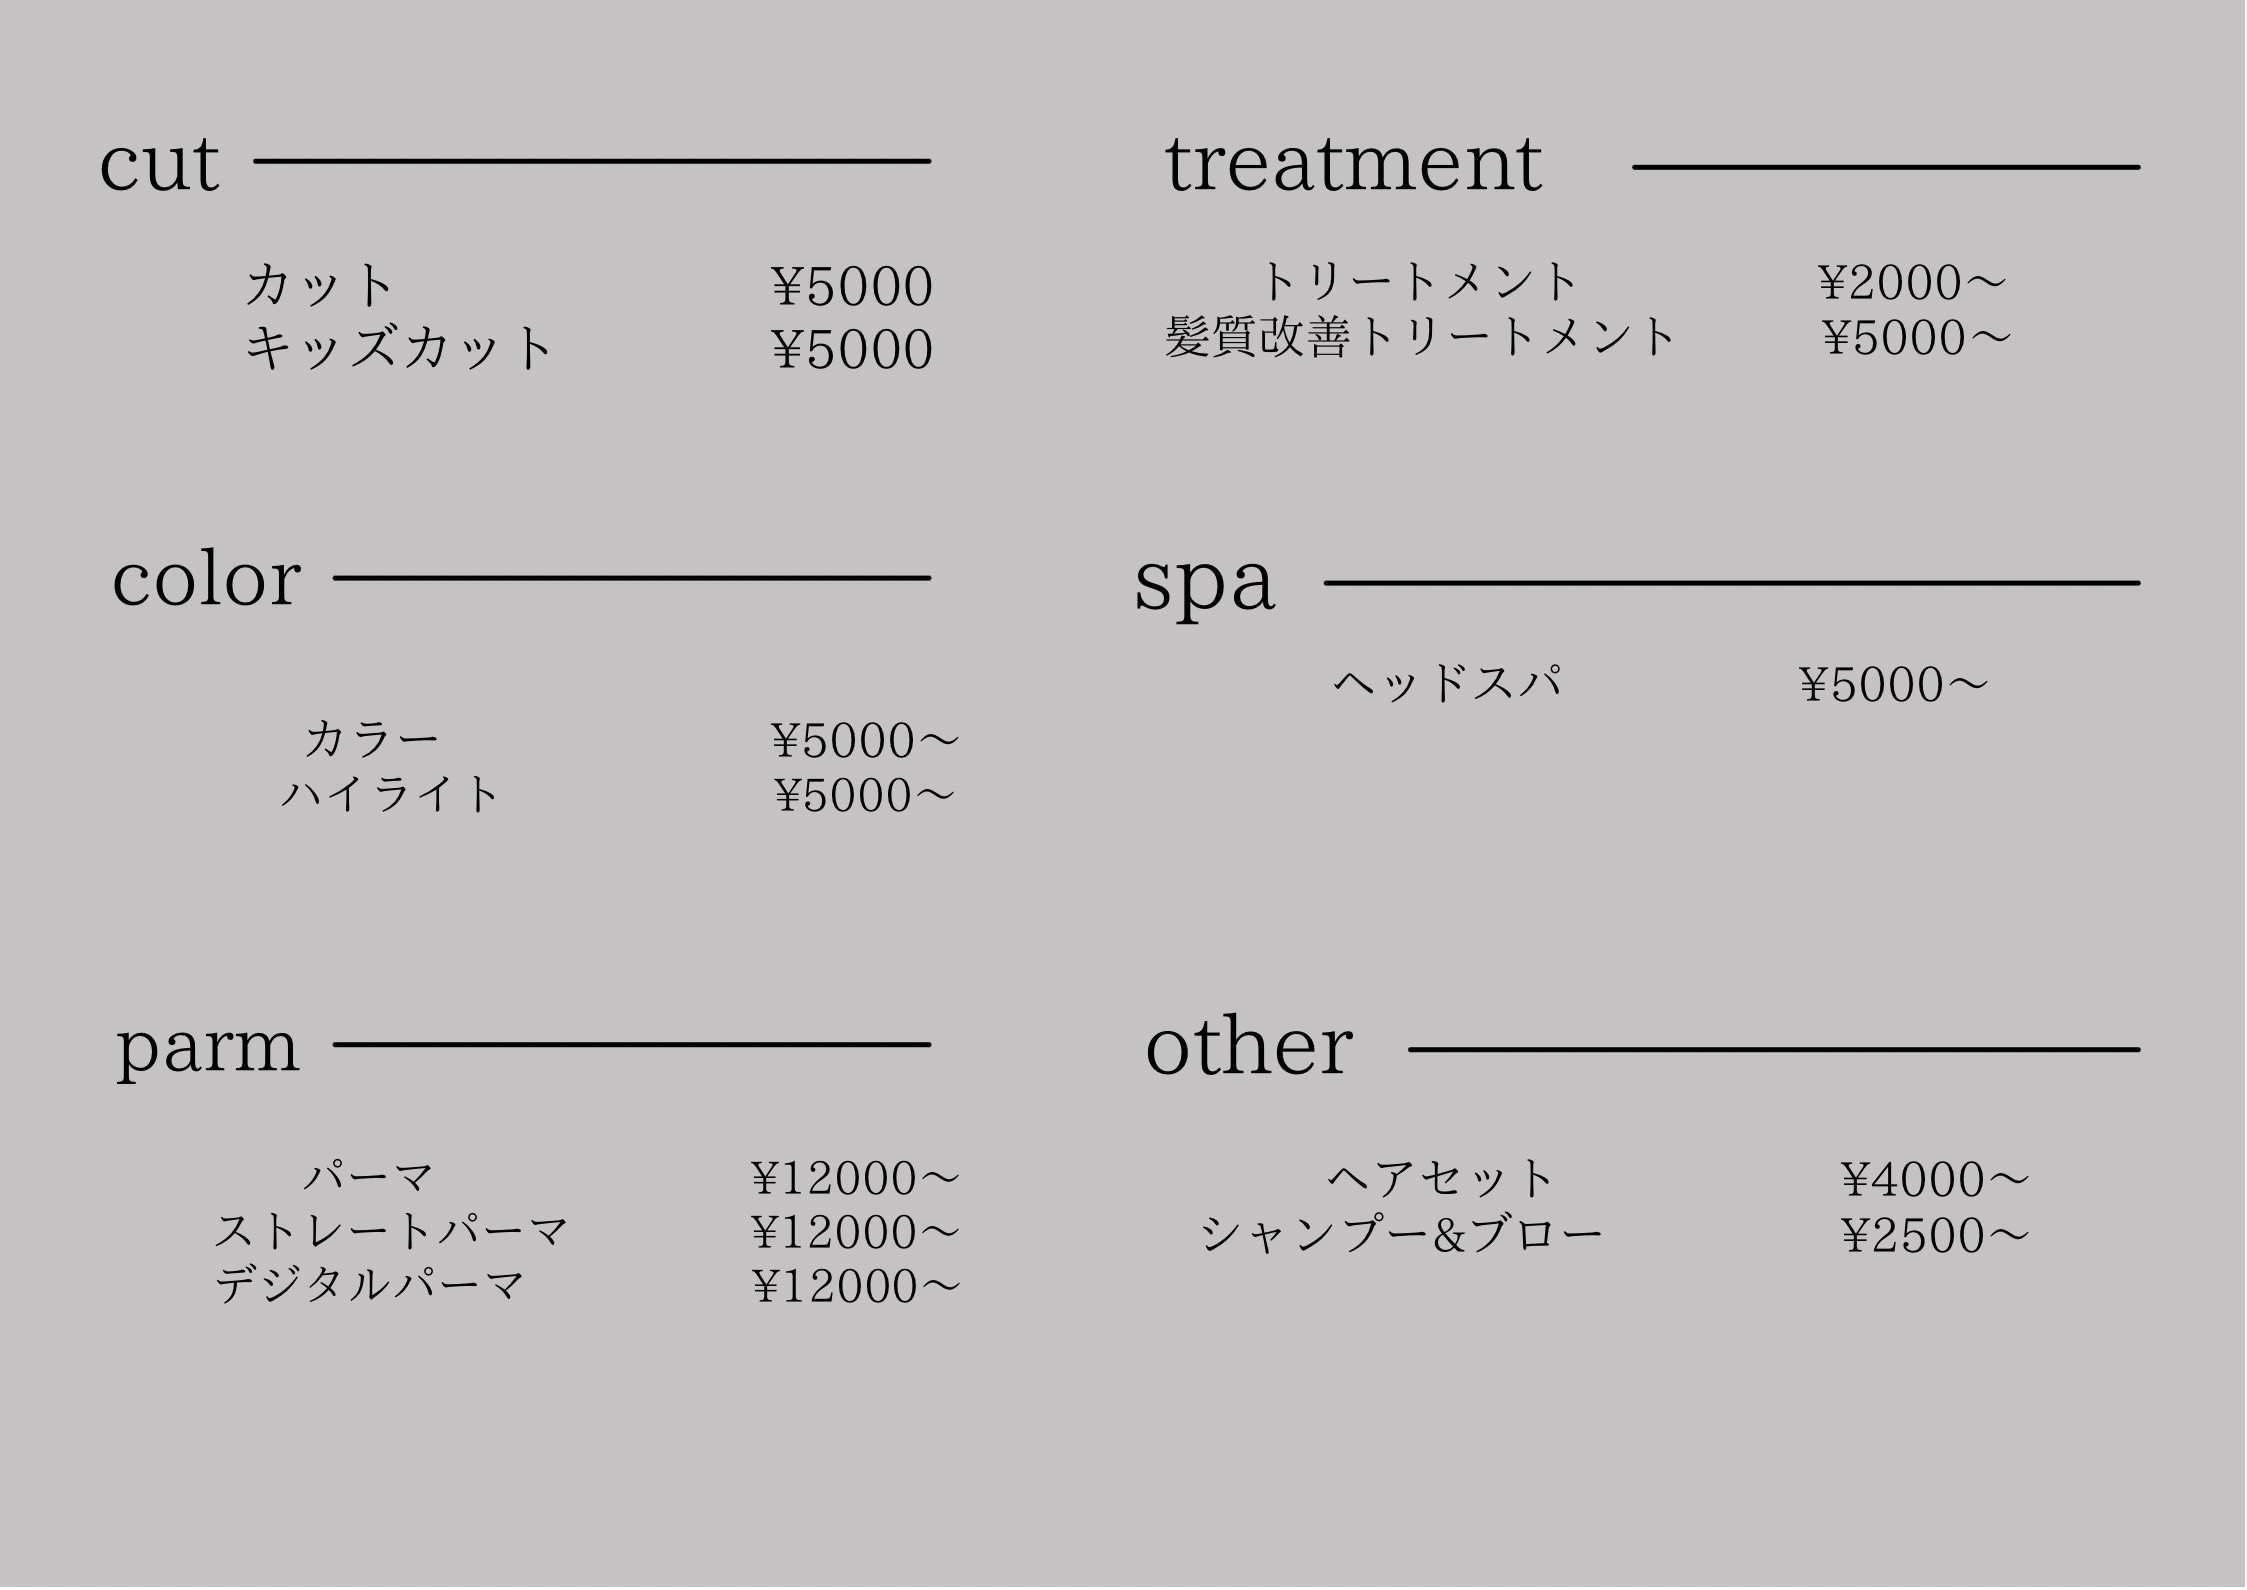 cut
カット ¥5000
キッズカット ¥5000
color
カラー ¥5000〜
ハイライト ¥5000〜
parm
パーマ ¥12000〜
ストレートパーマ ¥12000〜
デジタルパーマ ¥12000〜
treatment
トリートメント ¥2000〜
髪質改善トリートメント ¥5000〜
spa
ヘッドスパ ¥5000〜
other
ヘアセット ¥4000〜
シャンプー&ブロー ¥2500〜